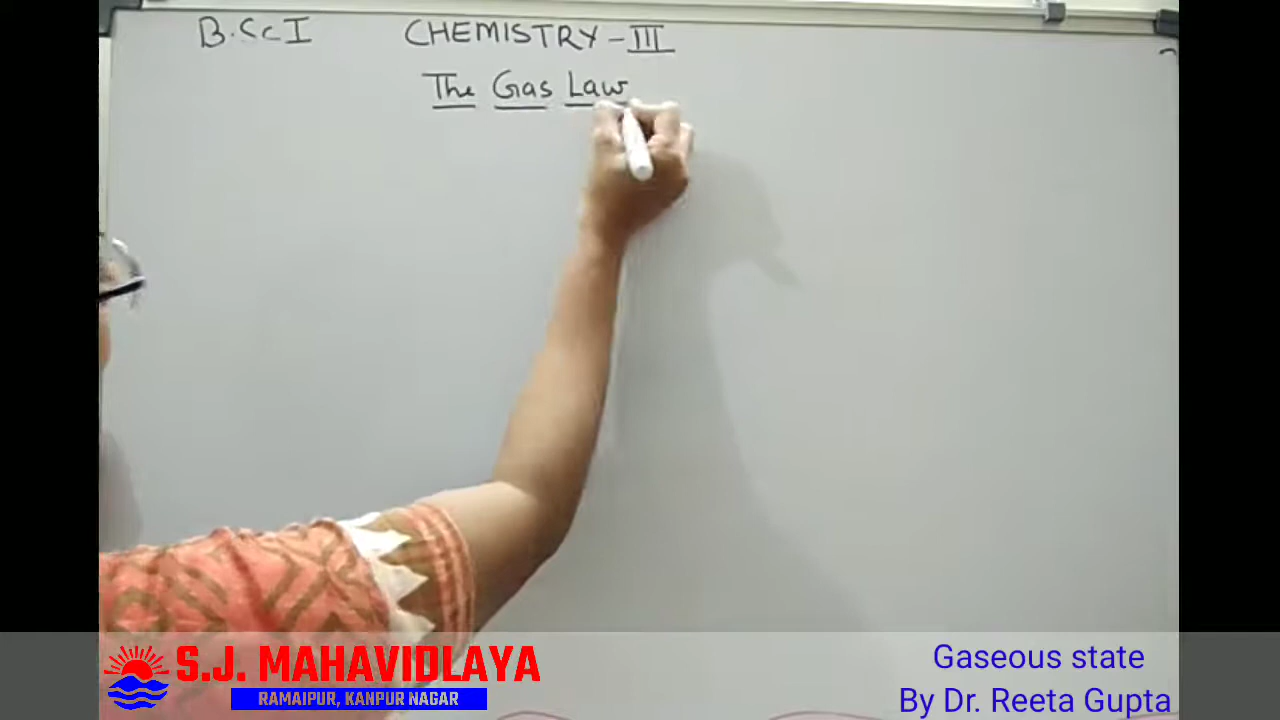 B.Sc I CHEMISTRY-III
The Gas Law
S.J. MAHAVIDLAYA
RAMAIPUR, KANPUR NAGAR
Gaseous state
By Dr. Reeta Gupta